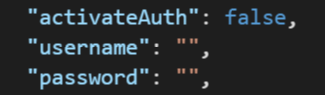 "activateAuth": false,
"username": "",
"password": "",